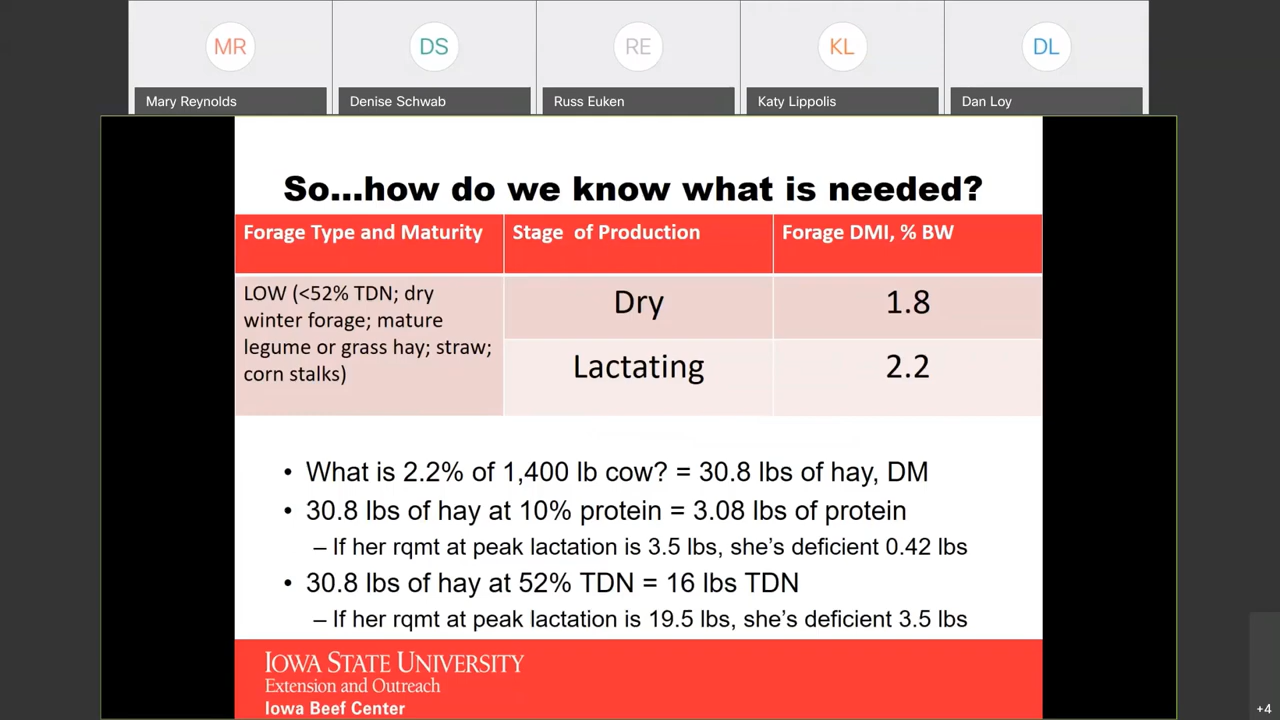 MR
DS
RE
KL
DL
Mary Reynolds
Denise Schwab
Russ Euken
Katy Lippolis
Dan Loy
So...how do we know what is needed?
Forage Type and Maturity
Stage of Production
Forage DMI, % BW
LOW (<52% TDN; dry
winter forage; mature
legume or grass hay; straw;
corn stalks)
Dry
1.8
Lactating
2.2
• What is 2.2% of 1,400 lb cow? = 30.8 lbs of hay, DM
• 30.8 lbs of hay at 10% protein = 3.08 lbs of protein
– If her rqmt at peak lactation is 3.5 lbs, she's deficient 0.42 lbs
• 30.8 lbs of hay at 52% TDN = 16 lbs TDN
– If her rqmt at peak lactation is 19.5 lbs, she's deficient 3.5 lbs
IOWA STATE UNIVERSITY
Extension and Outreach
Iowa Beef Center
+4